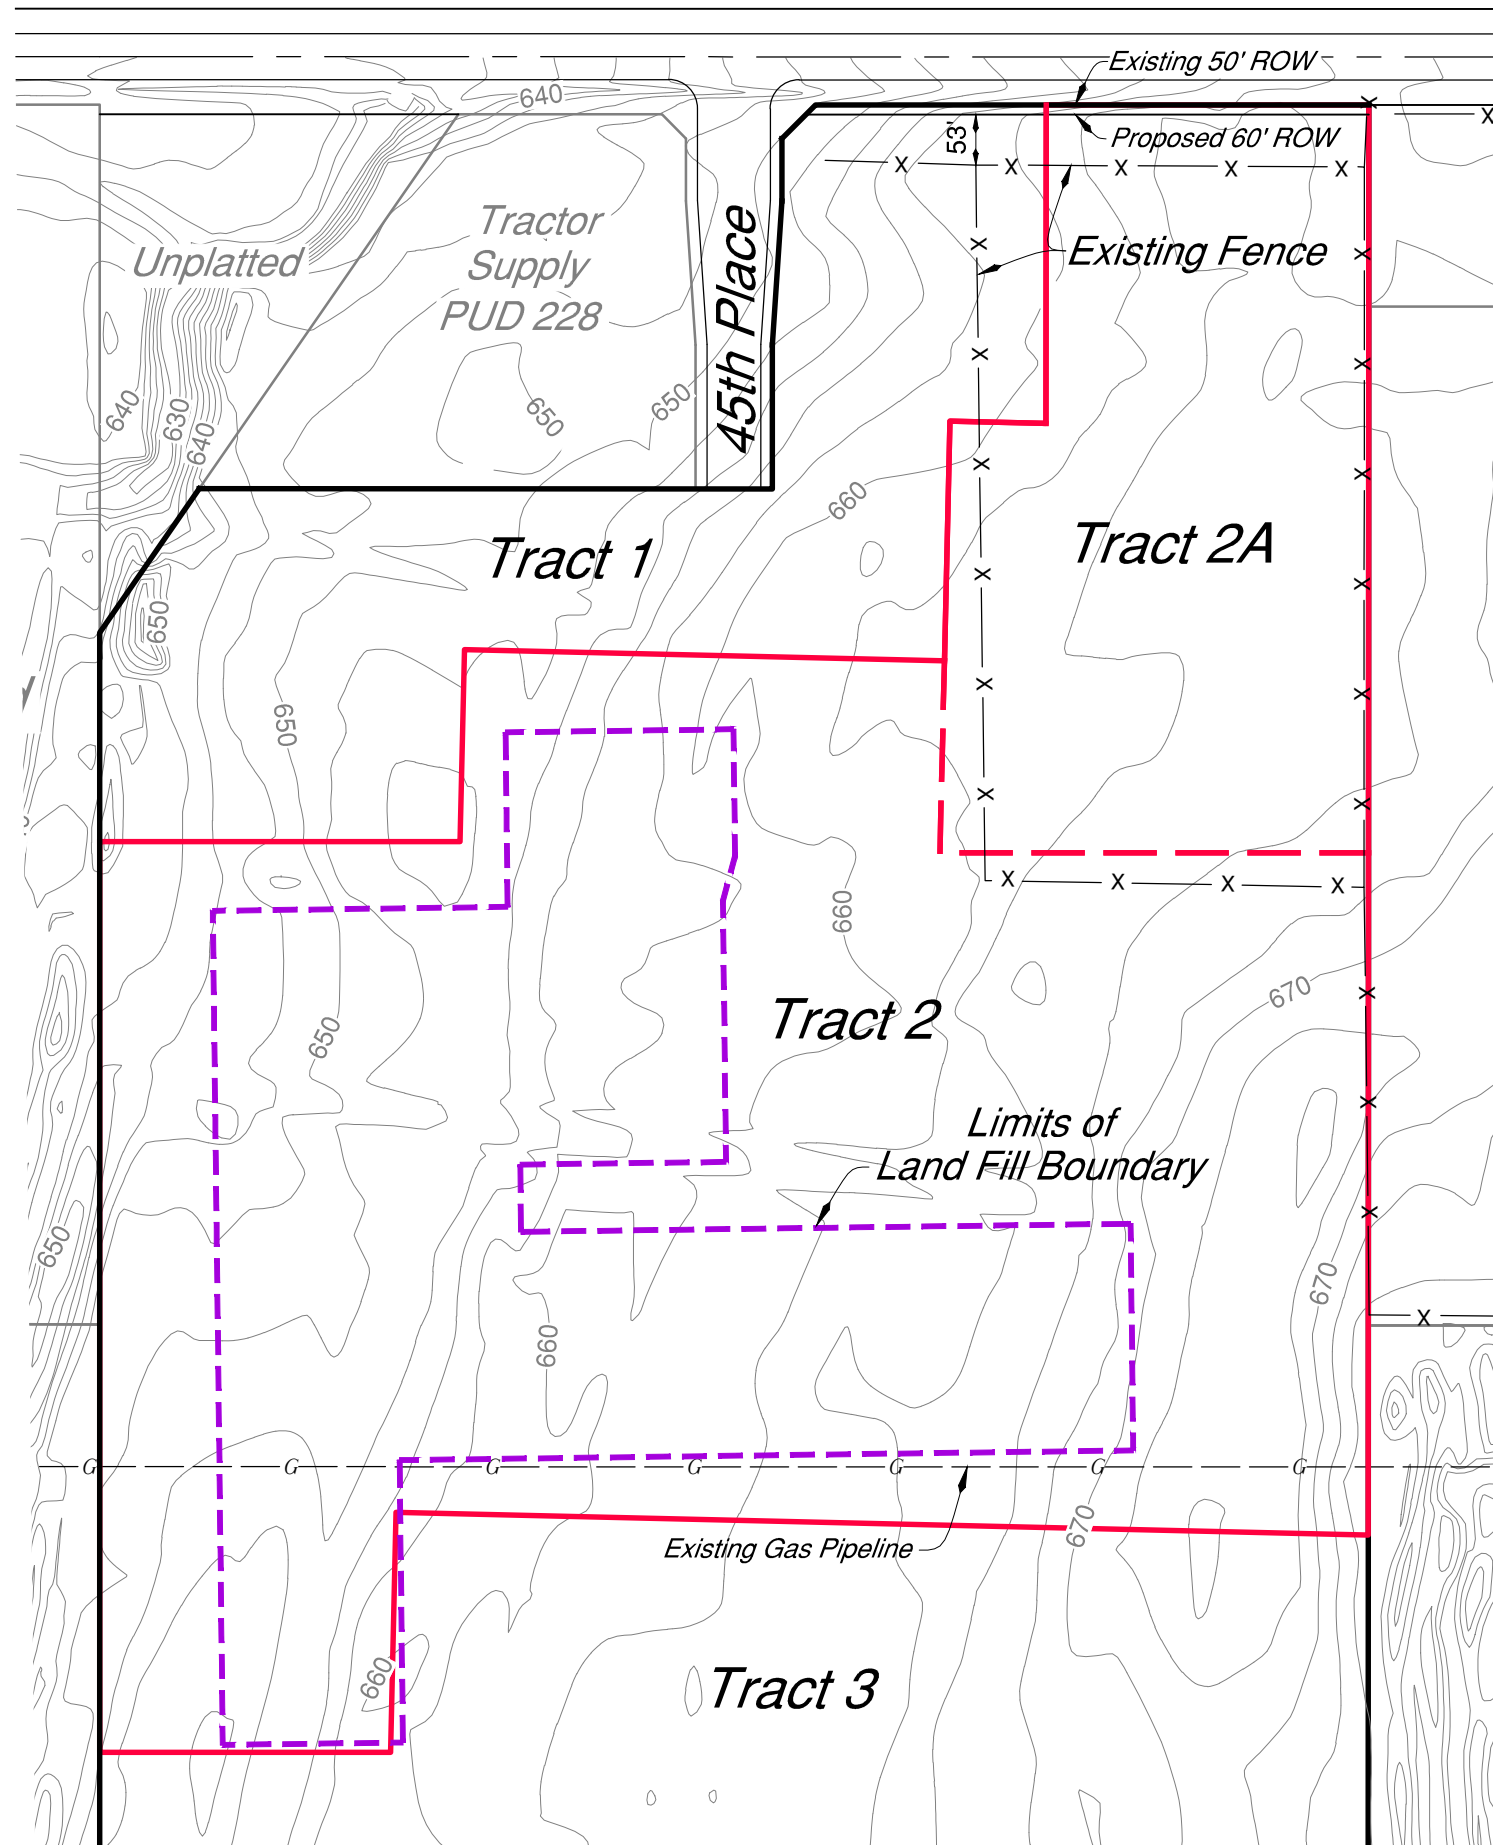 Existing 50' ROW
640
Proposed 60' ROW
53'
X X X X X
X
Tractor
Supply
PUD 228
Unplatted
45th Place
Existing Fence
640
630
640
650
650
660
Tract 1
Tract 2A
650
650
660
670
650
Tract 2
Limits of
Land Fill Boundary
650
670
660
X
G G G G G G G
670
Existing Gas Pipeline
660
Tract 3
X X X X